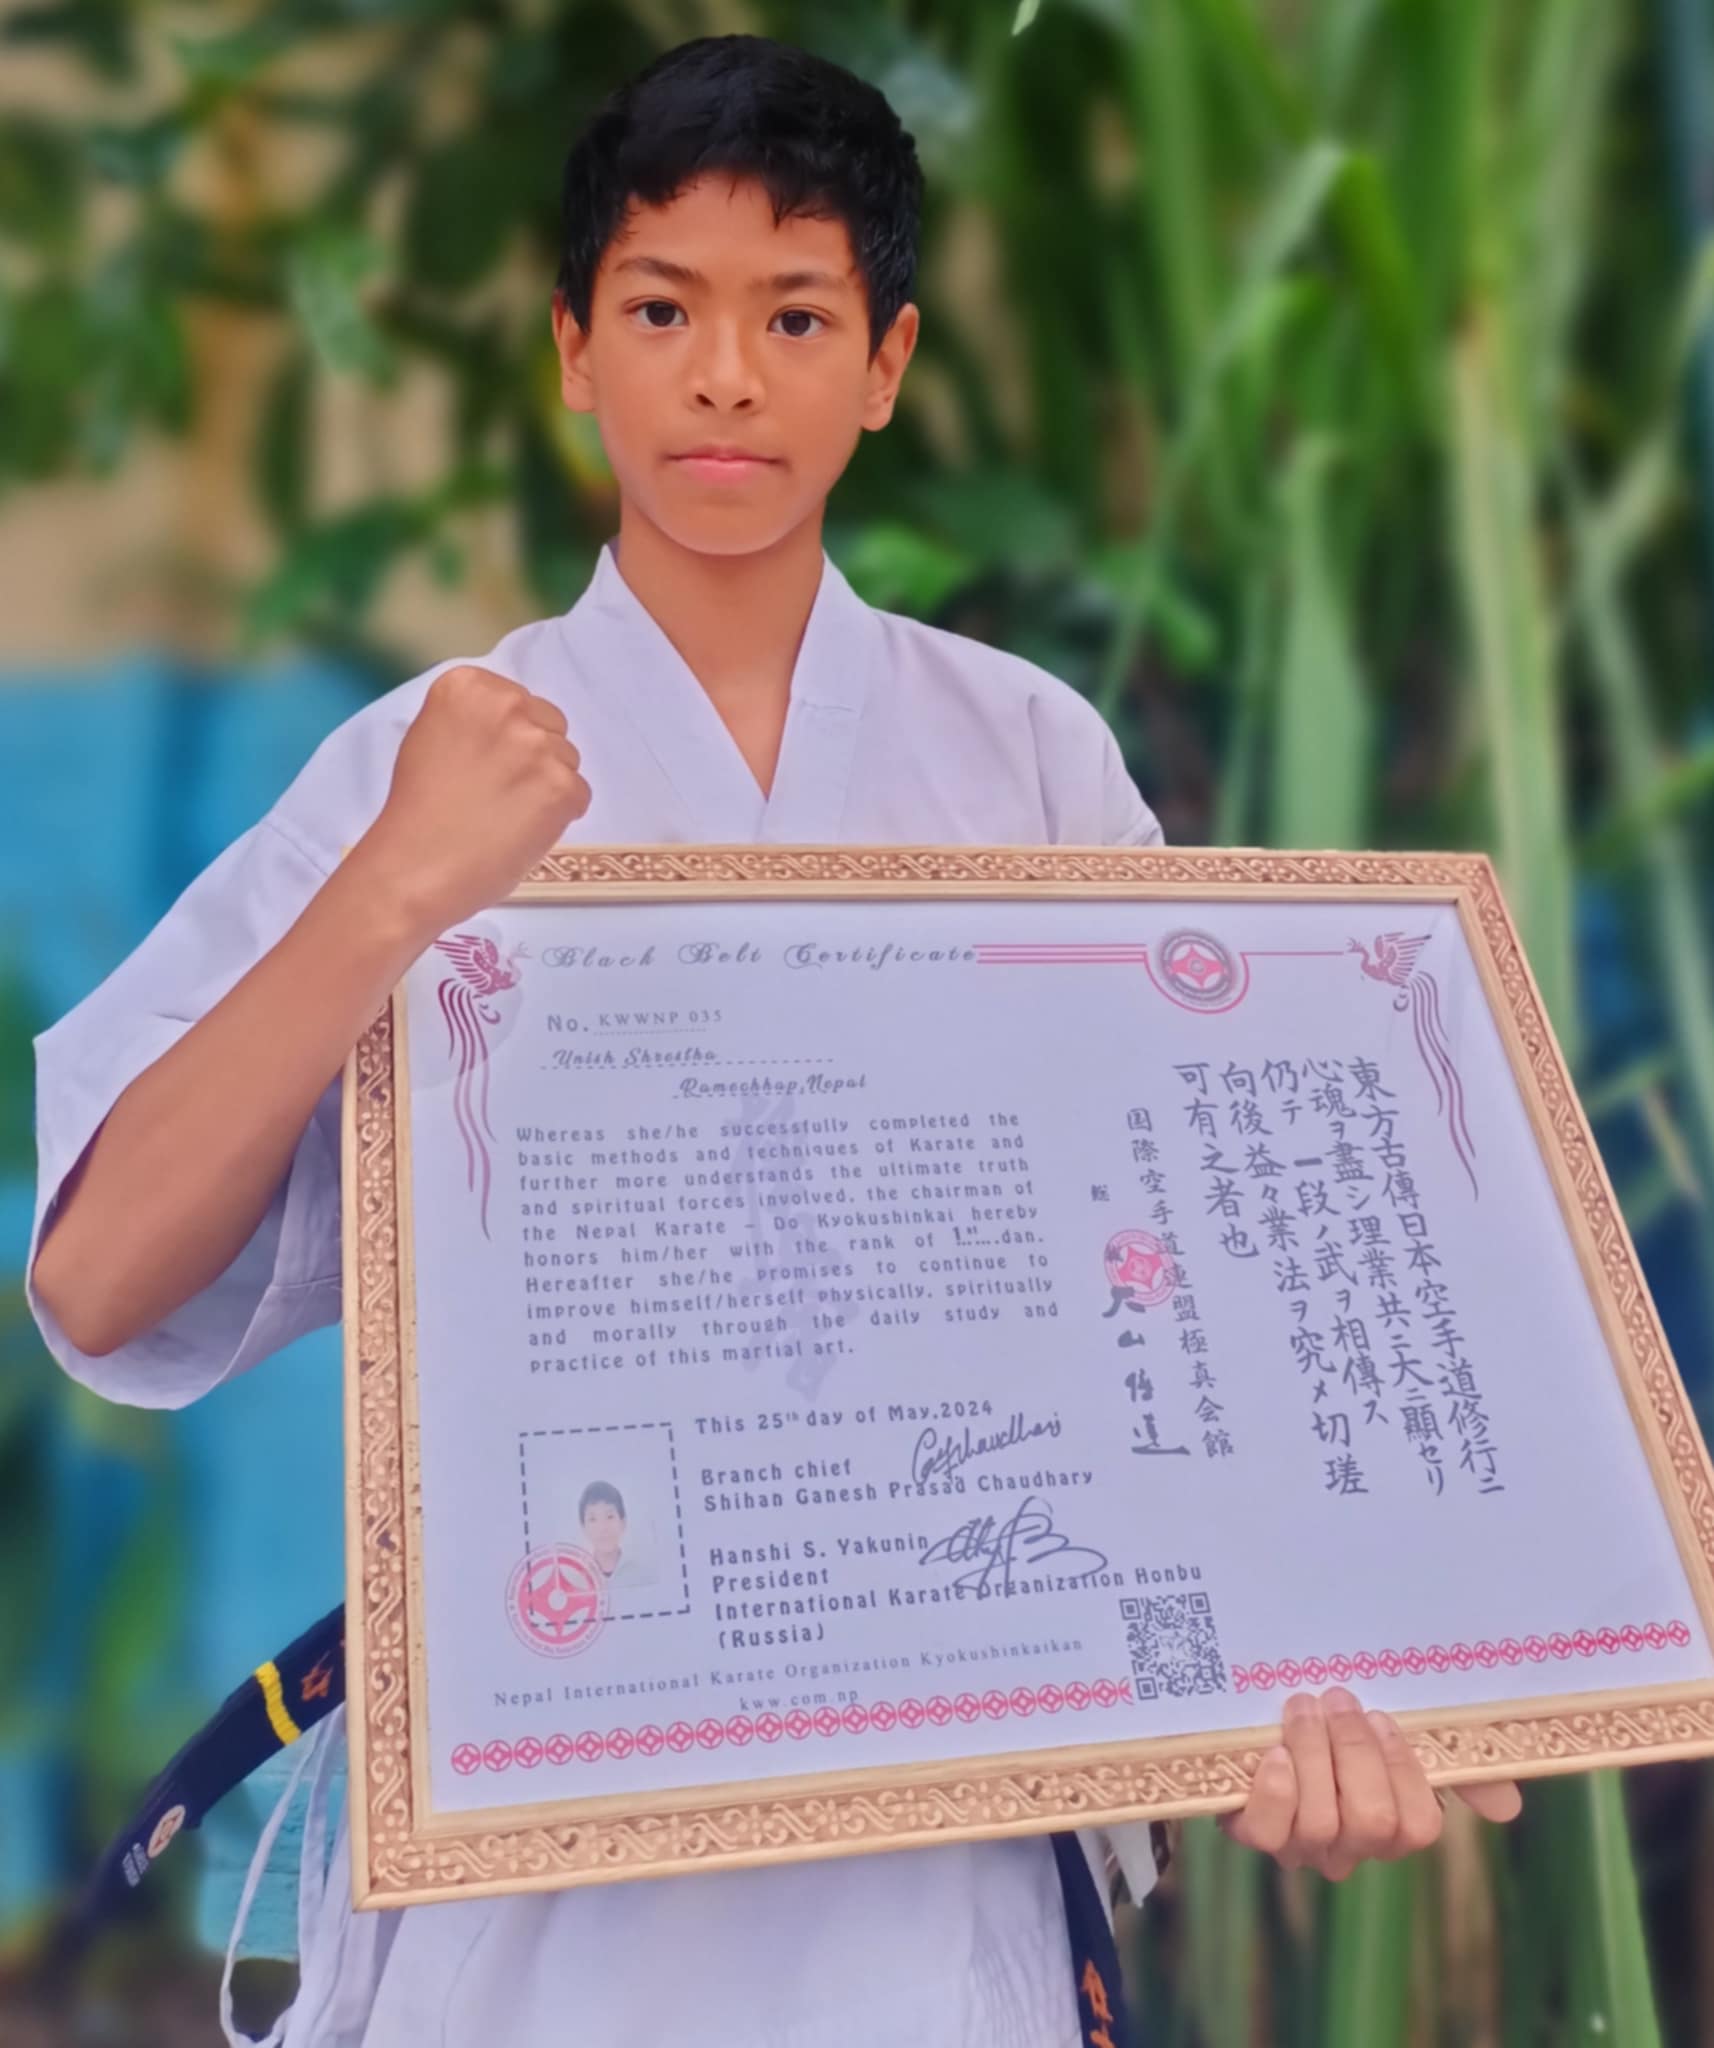 Black Belt Certificate
No. KWWNP 035
Unish Shrestha
Ramechhap, Nepal
Whereas she/he successfully completed the
basic methods and techniques of Karate and
further more understands the ultimate truth
and spiritual forces involved, the chairman of
the Nepal Karate – Do Kyokushinkai hereby
honors him/her with the rank of 1st dan.
Hereafter she/he promises to continue to
improve himself/herself physically, spiritually
and morally through the daily study and
practice of this martial art.
This 25th day of May, 2024
Branch chief
Shihan Ganesh Prasad Chaudhary
Hanshi S. Yakunin
President
International Karate Organization Honbu
(Russia)
Nepal International Karate Organization Kyokushinkaikan
kww.com.np
東方古傳日本空手道修行ニ
心魂ヲ盡シ理業共ニ大ニ顯セリ
仍テ一段ノ武ヲ相傳ス
向後益々業法ヲ究メ切瑳
可有之者也
国際空手道連盟極真会館
大山倍達